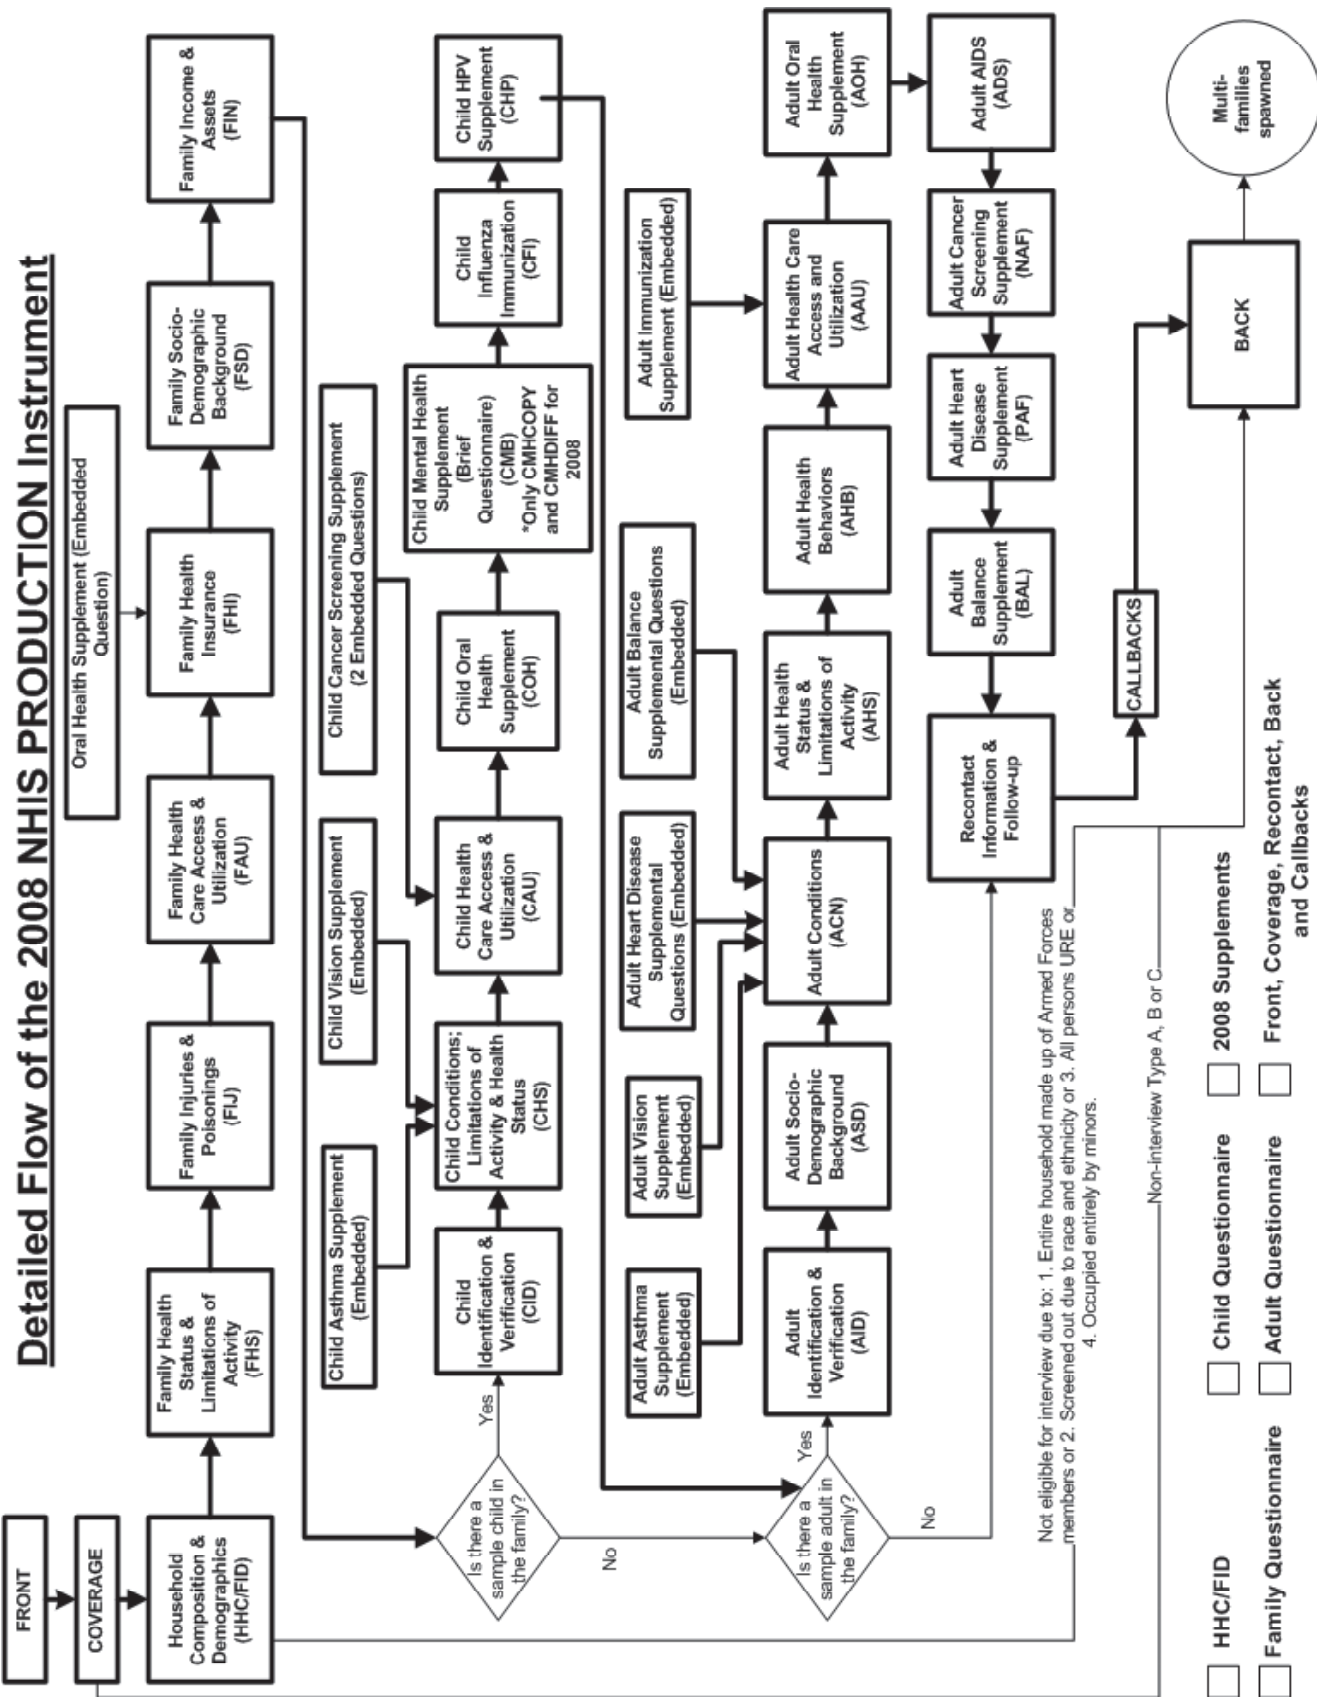 Detailed Flow of the 2008 NHIS PRODUCTION Instrument
FRONT
COVERAGE
Household
Composition &
Demographics
(HHC/FID)
Family Health
Status &
Limitations of
Activity
(FHS)
Family Injuries &
Poisonings
(FIJ)
Family Health
Care Access &
Utilization
(FAU)
Oral Health Supplement (Embedded
Question)
Family Health
Insurance
(FHI)
Family Socio-
Demographic
Background
(FSD)
Family Income &
Assets
(FIN)
Is there a
sample child in
the family?
Yes
No
Child Asthma Supplement
(Embedded)
Child Vision Supplement
(Embedded)
Child Cancer Screening Supplement
(2 Embedded Questions)
Child
Identification &
Verification
(CID)
Child Conditions;
Limitations of
Activity & Health
Status
(CHS)
Child Health
Care Access &
Utilization
(CAU)
Child Oral
Health
Supplement
(COH)
Child Mental Health
Supplement
(Brief
Questionnaire)
(CMB)
*Only CMHCOPY
and CMHDIFF for
2008
Child
Influenza
Immunization
(CFI)
Child HPV
Supplement
(CHP)
Is there a
sample adult in
the family?
Yes
No
Adult Asthma
Supplement
(Embedded)
Adult Vision
Supplement
(Embedded)
Adult Heart Disease
Supplemental
Questions (Embedded)
Adult Balance
Supplemental Questions
(Embedded)
Adult Immunization
Supplement (Embedded)
Adult
Identification &
Verification
(AID)
Adult Socio-
Demographic
Background
(ASD)
Adult Conditions
(ACN)
Adult Health
Status &
Limitations of
Activity
(AHS)
Adult Health
Behaviors
(AHB)
Adult Health Care
Access and
Utilization
(AAU)
Adult Oral
Health
Supplement
(AOH)
Adult AIDS
(ADS)
Adult Cancer
Screening
Supplement
(NAF)
Adult Heart
Disease
Supplement
(PAF)
Adult
Balance
Supplement
(BAL)
Recontact
Information &
Follow-up
CALLBACKS
BACK
Multi-
families
spawned
Not eligible for interview due to: 1. Entire household made up of Armed Forces
members or 2. Screened out due to race and ethnicity or 3. All persons URE or
4. Occupied entirely by minors.
Non-interview Type A, B or C
HHC/FID
Child Questionnaire
2008 Supplements
Family Questionnaire
Adult Questionnaire
Front, Coverage, Recontact, Back
and Callbacks